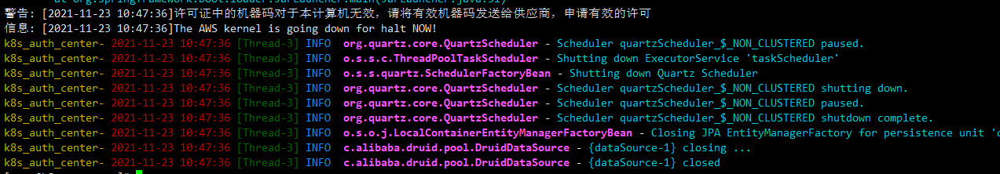 at org.springframework.boot.loader.JarLauncher.main(JarLauncher.java:51)
警告: [2021-11-23 10:47:36]许可证中的机器码对于本计算机无效，请将有效机器码发送给供应商，申请有效的许可
信息: [2021-11-23 10:47:36]The AWS kernel is going down for halt NOW!
k8s_auth_center- 2021-11-23 10:47:36 [Thread-3] INFO  org.quartz.core.QuartzScheduler - Scheduler quartzScheduler_$_NON_CLUSTERED paused.
k8s_auth_center- 2021-11-23 10:47:36 [Thread-3] INFO  o.s.s.c.ThreadPoolTaskScheduler - Shutting down ExecutorService 'taskScheduler'
k8s_auth_center- 2021-11-23 10:47:36 [Thread-3] INFO  o.s.s.quartz.SchedulerFactoryBean - Shutting down Quartz Scheduler
k8s_auth_center- 2021-11-23 10:47:36 [Thread-3] INFO  org.quartz.core.QuartzScheduler - Scheduler quartzScheduler_$_NON_CLUSTERED shutting down.
k8s_auth_center- 2021-11-23 10:47:36 [Thread-3] INFO  org.quartz.core.QuartzScheduler - Scheduler quartzScheduler_$_NON_CLUSTERED paused.
k8s_auth_center- 2021-11-23 10:47:36 [Thread-3] INFO  org.quartz.core.QuartzScheduler - Scheduler quartzScheduler_$_NON_CLUSTERED shutdown complete.
k8s_auth_center- 2021-11-23 10:47:36 [Thread-3] INFO  o.s.o.j.LocalContainerEntityManagerFactoryBean - Closing JPA EntityManagerFactory for persistence unit '
k8s_auth_center- 2021-11-23 10:47:36 [Thread-3] INFO  c.alibaba.druid.pool.DruidDataSource - {dataSource-1} closing ...
k8s_auth_center- 2021-11-23 10:47:36 [Thread-3] INFO  c.alibaba.druid.pool.DruidDataSource - {dataSource-1} closed